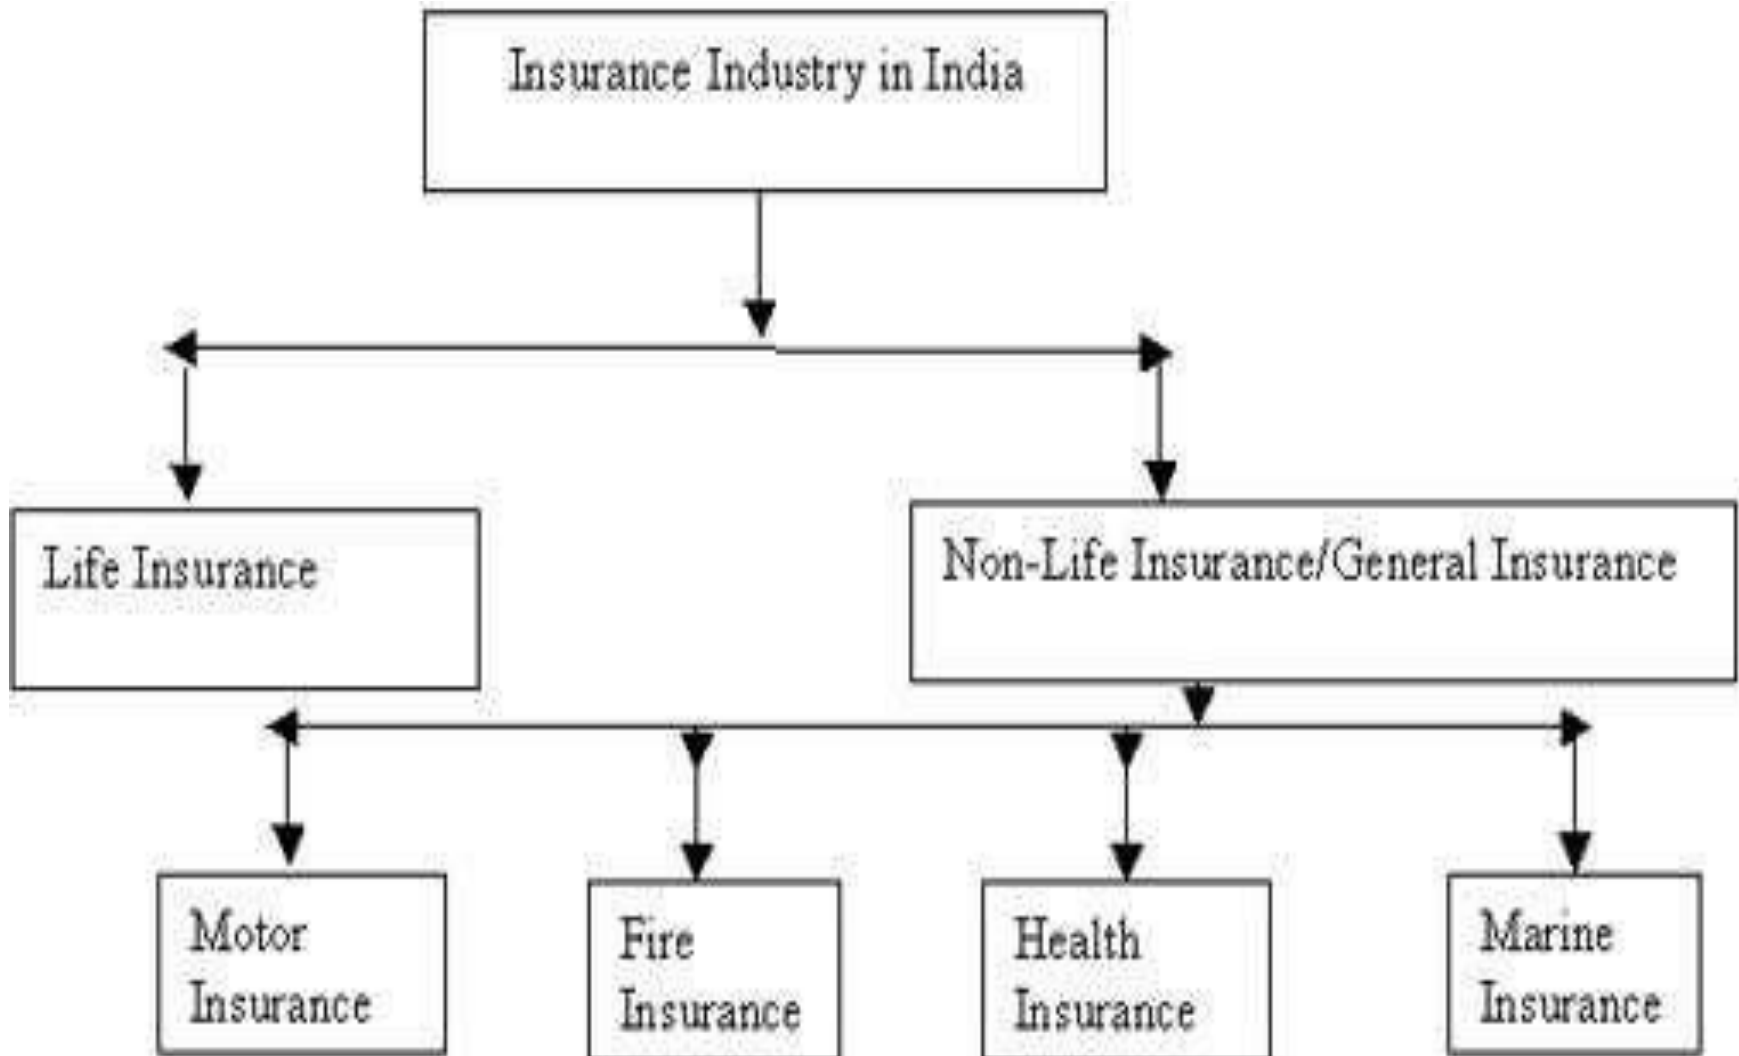 Insurance Industry in India
Life Insurance
Non-Life Insurance/General Insurance
Motor
Insurance
Fire
Insurance
Health
Insurance
Marine
Insurance